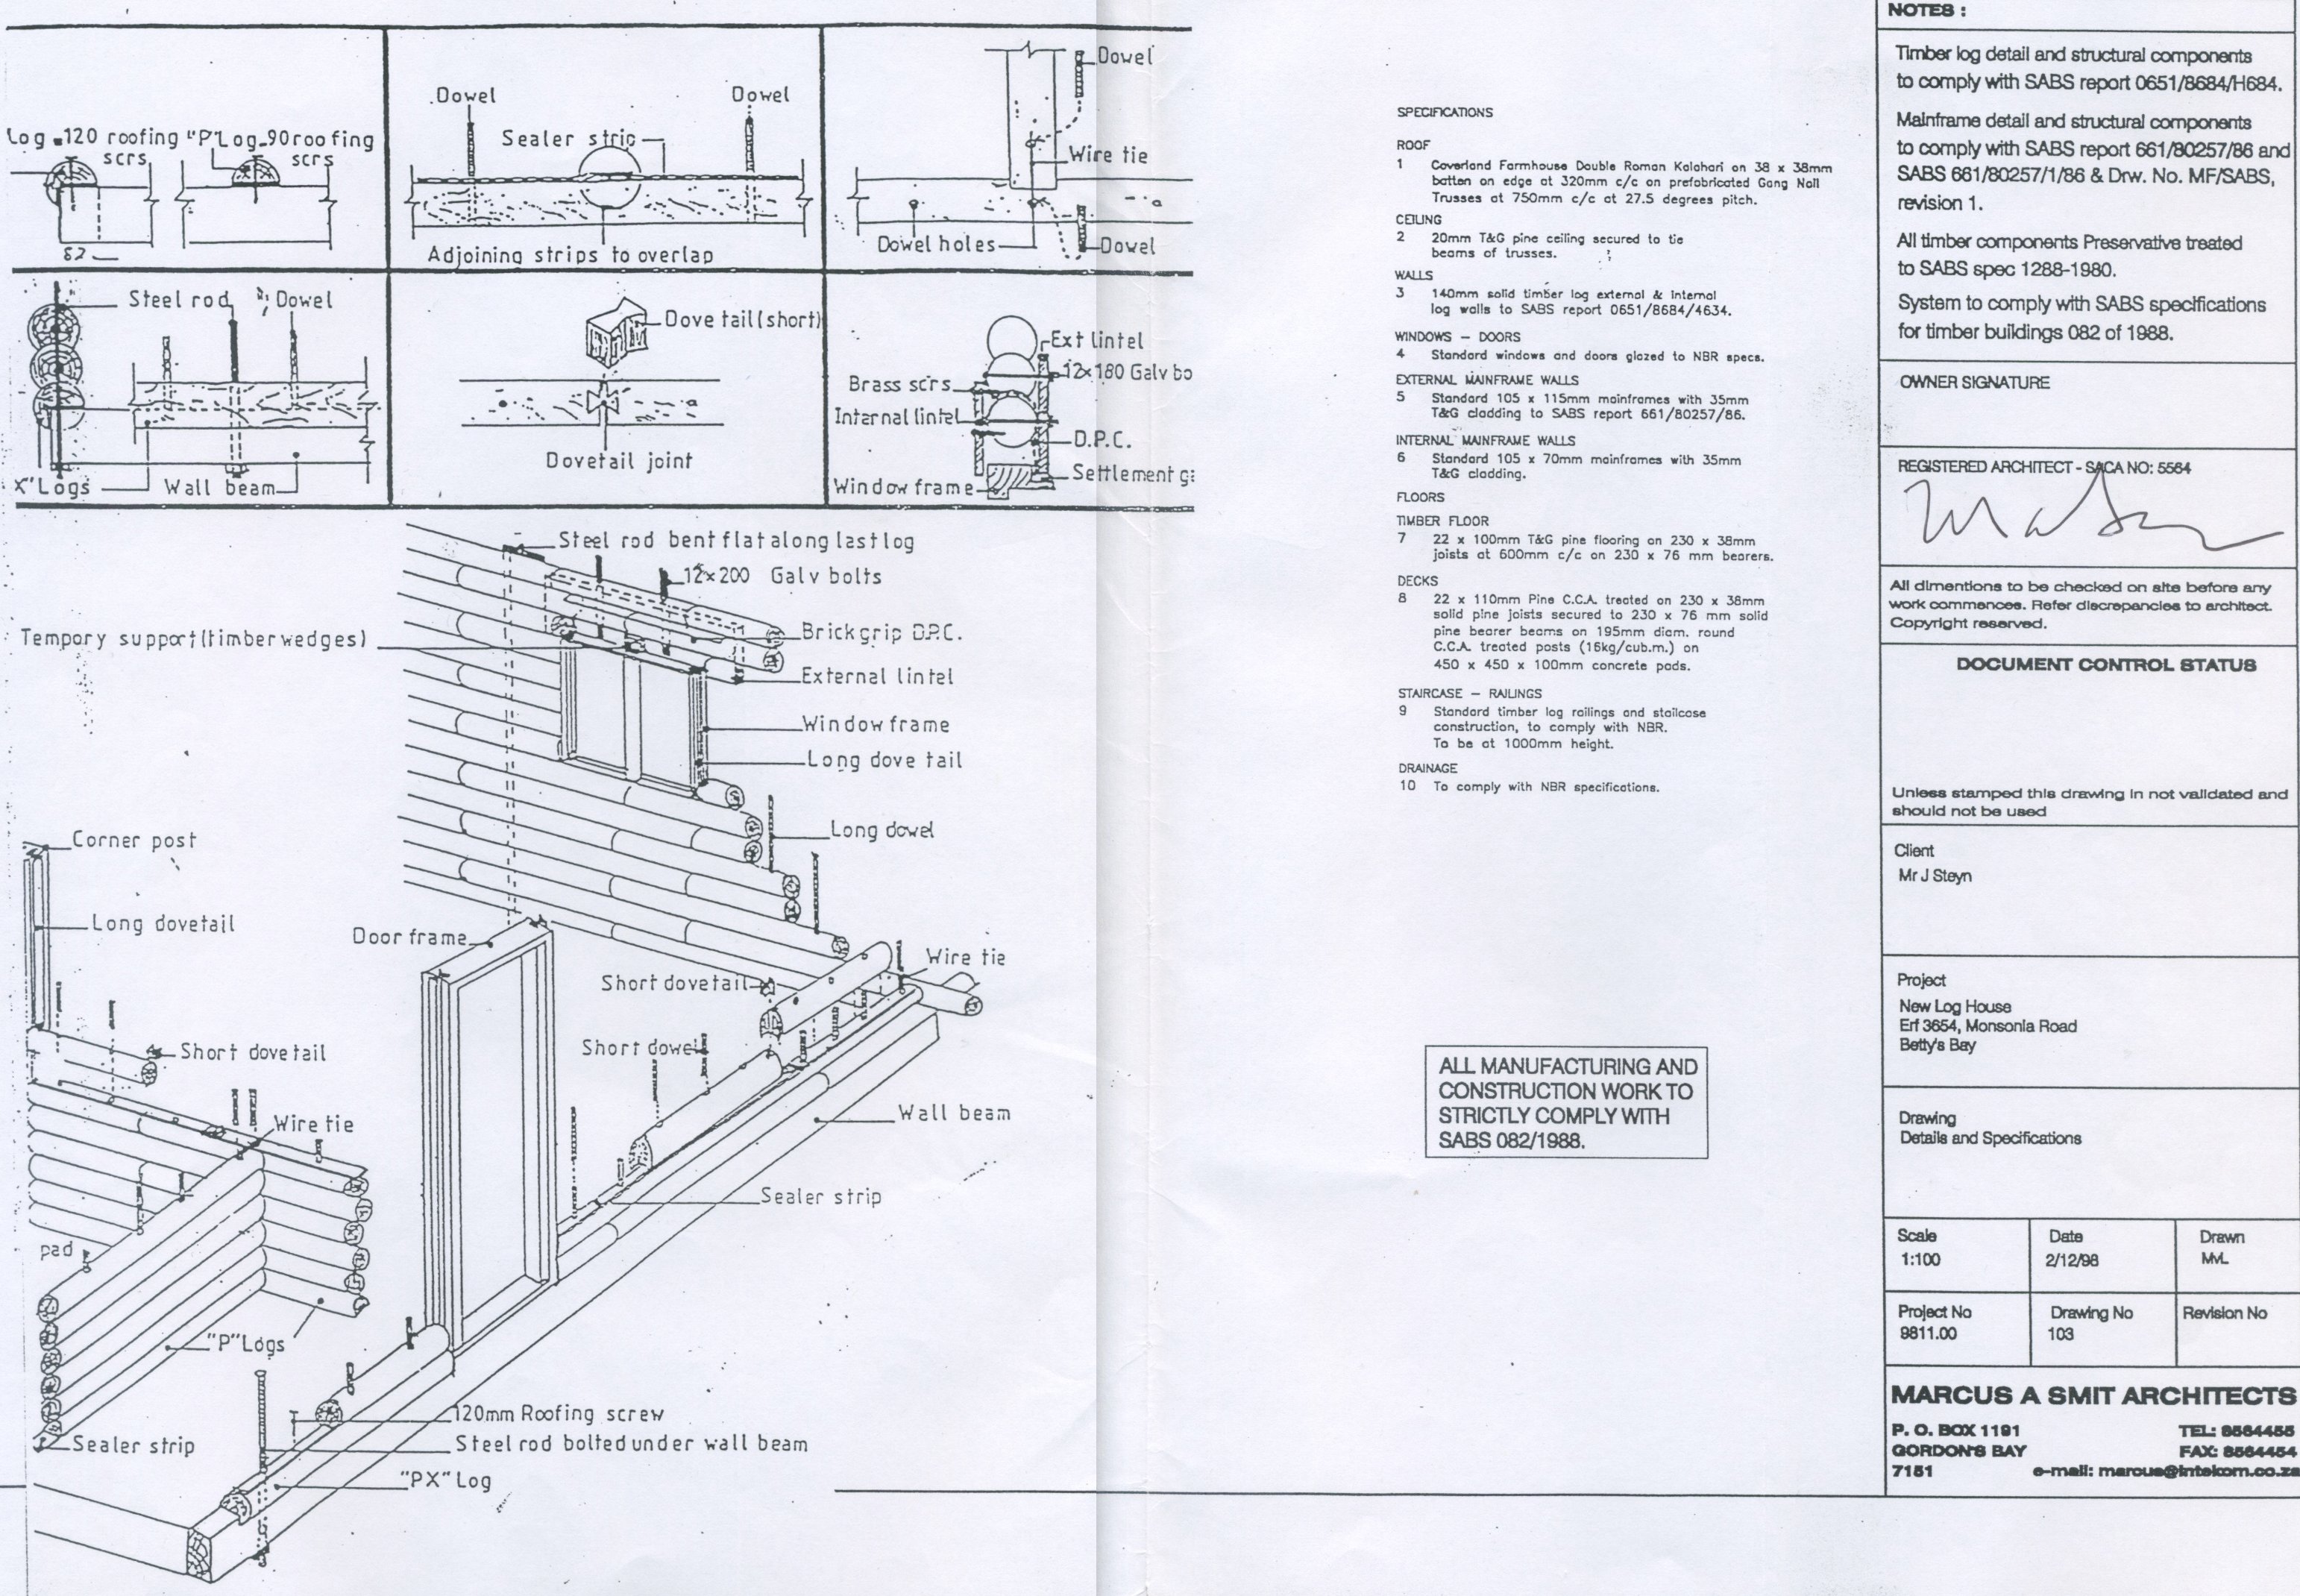 Log 120 roofing scrs
"P"Log-90 roofing scrs
82
Dowel
Dowel
Sealer strip
Adjoining strips to overlap
Dowel
Wire tie
Dowel holes
Dowel
Steel rod
Dowel
X"Logs
Wall beam
Dove tail (short)
Dovetail joint
Ext lintel
12x180 Galv bo
Brass scrs
Internal lintel
D.P.C.
Settlement ga
Window frame
Steel rod bent flat along last log
12x200 Galv bolts
Tempory support (timber wedges)
Brickgrip D.P.C.
External lintel
Window frame
Long dove tail
Long dowel
Corner post
Long dovetail
Door frame
Wire tie
Short dovetail
Short dovetail
Short dowel
Wire tie
Wall beam
Sealer strip
pad
"P"Logs
120mm Roofing screw
Sealer strip
Steel rod bolted under wall beam
"PX" Log
SPECIFICATIONS
ROOF
1 Coverland Farmhouse Double Roman Kalahari on 38 x 38mm
batten on edge at 320mm c/c on prefabricated Gang Nail
Trusses at 750mm c/c at 27.5 degrees pitch.
CEILING
2 20mm T&G pine ceiling secured to tie
beams of trusses.
WALLS
3 140mm solid timber log external & internal
log walls to SABS report 0651/8684/4634.
WINDOWS - DOORS
4 Standard windows and doors glazed to NBR specs.
EXTERNAL MAINFRAME WALLS
5 Standard 105 x 115mm mainframes with 35mm
T&G cladding to SABS report 661/80257/86.
INTERNAL MAINFRAME WALLS
6 Standard 105 x 70mm mainframes with 35mm
T&G cladding.
FLOORS
TIMBER FLOOR
7 22 x 100mm T&G pine flooring on 230 x 38mm
joists at 600mm c/c on 230 x 76 mm bearers.
DECKS
8 22 x 110mm Pine C.C.A. treated on 230 x 38mm
solid pine joists secured to 230 x 76 mm solid
pine bearer beams on 195mm diam. round
C.C.A. treated posts (16kg/cub.m.) on
450 x 450 x 100mm concrete pads.
STAIRCASE - RAILINGS
9 Standard timber log railings and stailcase
construction, to comply with NBR.
To be at 1000mm height.
DRAINAGE
10 To comply with NBR specifications.
ALL MANUFACTURING AND
CONSTRUCTION WORK TO
STRICTLY COMPLY WITH
SABS 082/1988.
NOTES :
Timber log detail and structural components
to comply with SABS report 0651/8684/H684.
Mainframe detail and structural components
to comply with SABS report 661/80257/86 and
SABS 661/80257/1/86 & Drw. No. MF/SABS,
revision 1.
All timber components Preservative treated
to SABS spec 1288-1980.
System to comply with SABS specifications
for timber buildings 082 of 1988.
OWNER SIGNATURE
REGISTERED ARCHITECT - SACA NO: 5564
All dimentions to be checked on site before any
work commences. Refer discrepancies to architect.
Copyright reserved.
DOCUMENT CONTROL STATUS
Unless stamped this drawing in not validated and
should not be used
Client
Mr J Steyn
Project
New Log House
Erf 3654, Monsonia Road
Betty's Bay
Drawing
Details and Specifications
Scale
1:100
Date
2/12/98
Drawn
MvL
Project No
9811.00
Drawing No
103
Revision No
MARCUS A SMIT ARCHITECTS
P. O. BOX 1191
GORDON'S BAY
7151
TEL: 8564455
FAX: 8564454
e-mail: marcus@intekom.co.za